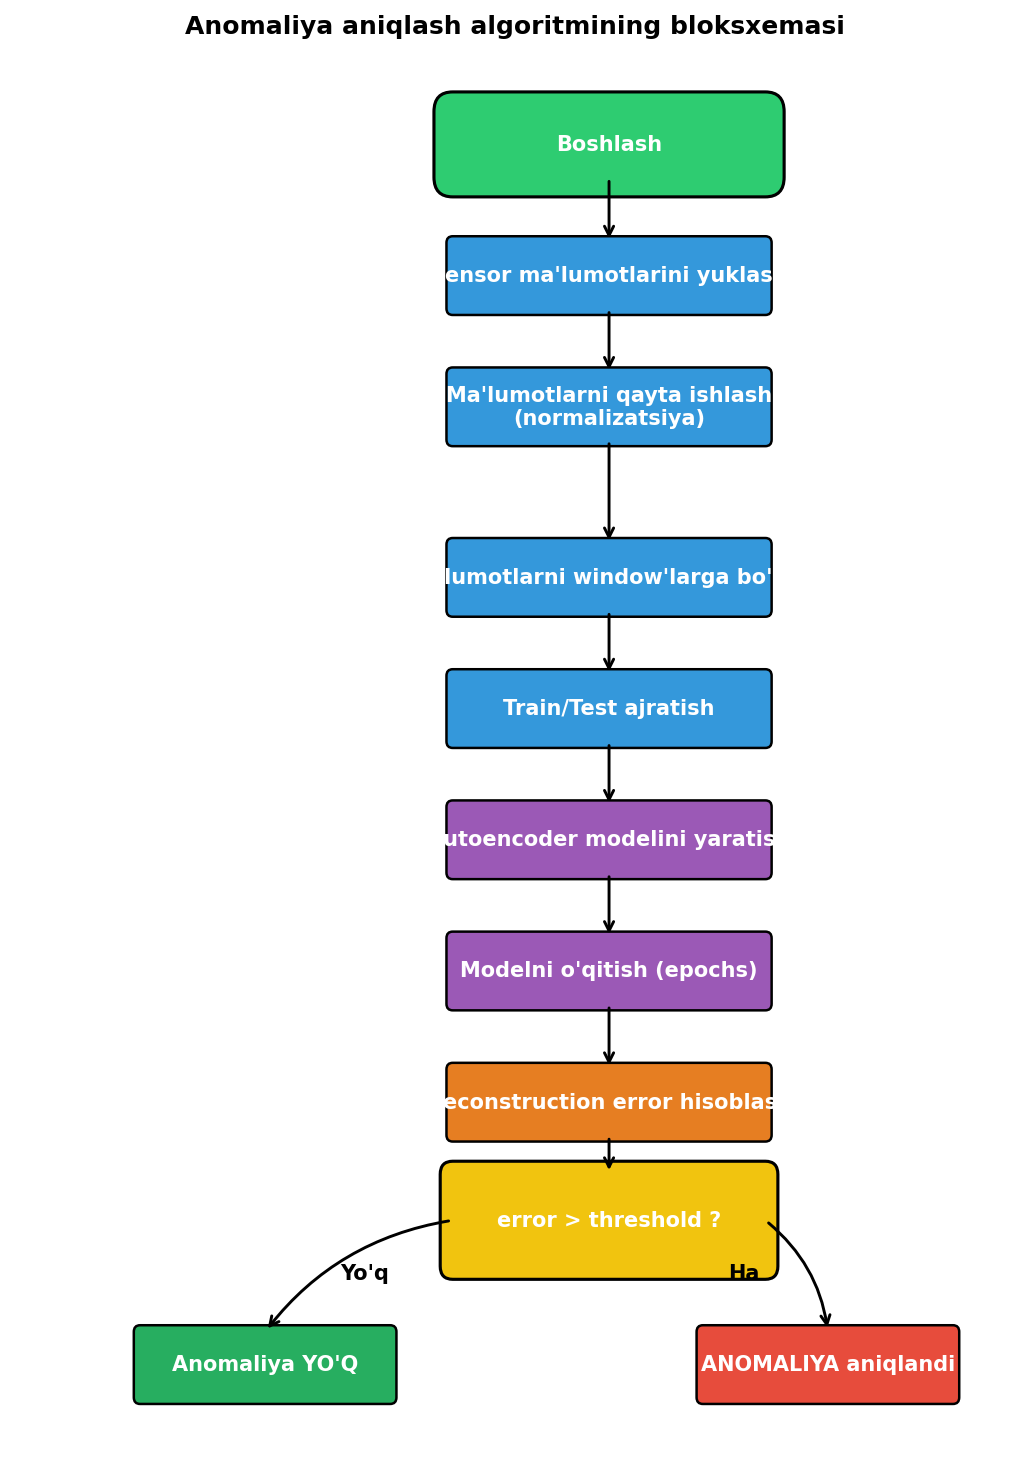 Anomaliya aniqlash algoritmining bloksxemasi
Boshlash
ensor ma'lumotlarini yuklas
Ma'lumotlarni qayta ishlash
(normalizatsiya)
lumotlarni window'larga bo'
Train/Test ajratish
utoencoder modelini yaratis
Modelni o'qitish (epochs)
econstruction error hisoblas
error > threshold ?
Yo'q
Ha
Anomaliya YO'Q
ANOMALIYA aniqlandi